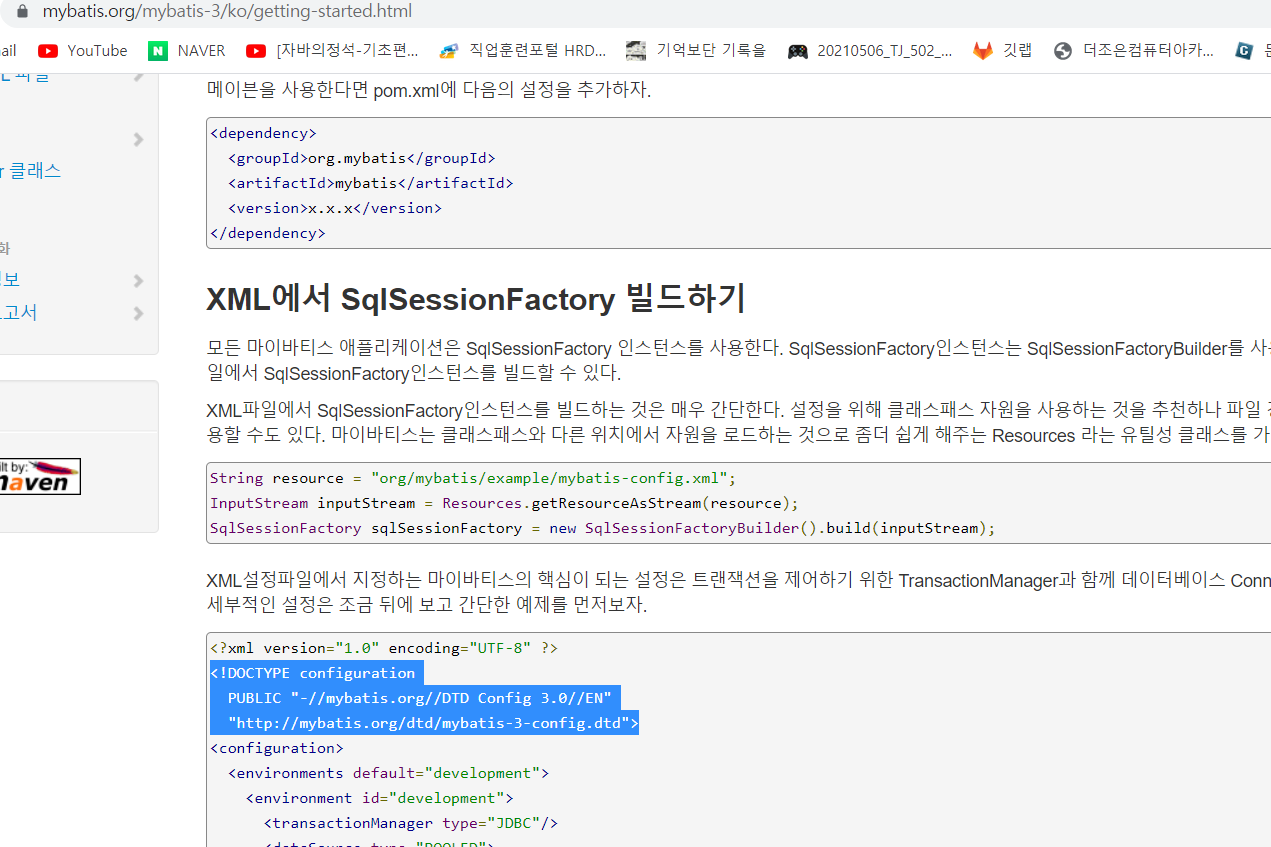 mybatis.org/mybatis-3/ko/getting-started.html
ail YouTube NAVER [자바의정석-기초편... 직업훈련포털 HRD... 기억보단 기록을 20210506_TJ_502_... 깃랩 더조은컴퓨터아카...
메이븐을 사용한다면 pom.xml에 다음의 설정을 추가하자.
<dependency>
<groupId>org.mybatis</groupId>
<artifactId>mybatis</artifactId>
<version>x.x.x</version>
</dependency>
r 클래스
화
정보
고서
XML에서 SqlSessionFactory 빌드하기
모든 마이바티스 애플리케이션은 SqlSessionFactory 인스턴스를 사용한다. SqlSessionFactory인스턴스는 SqlSessionFactoryBuilder를 사
일에서 SqlSessionFactory인스턴스를 빌드할 수 있다.
XML파일에서 SqlSessionFactory인스턴스를 빌드하는 것은 매우 간단한다. 설정을 위해 클래스패스 자원을 사용하는 것을 추천하나 파일
용할 수도 있다. 마이바티스는 클래스패스와 다른 위치에서 자원을 로드하는 것으로 좀더 쉽게 해주는 Resources 라는 유틸성 클래스를 가
lt by:
maven
String resource = "org/mybatis/example/mybatis-config.xml";
InputStream inputStream = Resources.getResourceAsStream(resource);
SqlSessionFactory sqlSessionFactory = new SqlSessionFactoryBuilder().build(inputStream);
XML설정파일에서 지정하는 마이바티스의 핵심이 되는 설정은 트랜잭션을 제어하기 위한 TransactionManager과 함께 데이터베이스 Conn
세부적인 설정은 조금 뒤에 보고 간단한 예제를 먼저보자.
<?xml version="1.0" encoding="UTF-8" ?>
<!DOCTYPE configuration
PUBLIC "-//mybatis.org//DTD Config 3.0//EN"
"http://mybatis.org/dtd/mybatis-3-config.dtd">
<configuration>
<environments default="development">
<environment id="development">
<transactionManager type="JDBC"/>
<dataSource type="POOLED">